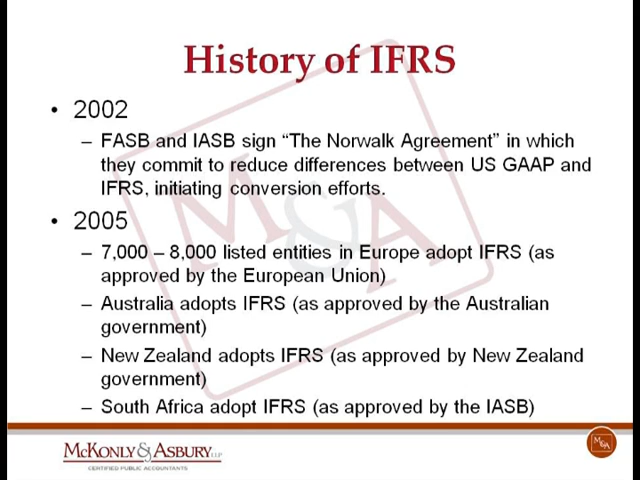 History of IFRS
• 2002
– FASB and IASB sign “The Norwalk Agreement” in which
they commit to reduce differences between US GAAP and
IFRS, initiating conversion efforts.
• 2005
– 7,000 – 8,000 listed entities in Europe adopt IFRS (as
approved by the European Union)
– Australia adopts IFRS (as approved by the Australian
government)
– New Zealand adopts IFRS (as approved by New Zealand
government)
– South Africa adopt IFRS (as approved by the IASB)
M&A
McKonly & Asbury LLP
CERTIFIED PUBLIC ACCOUNTANTS
M&A